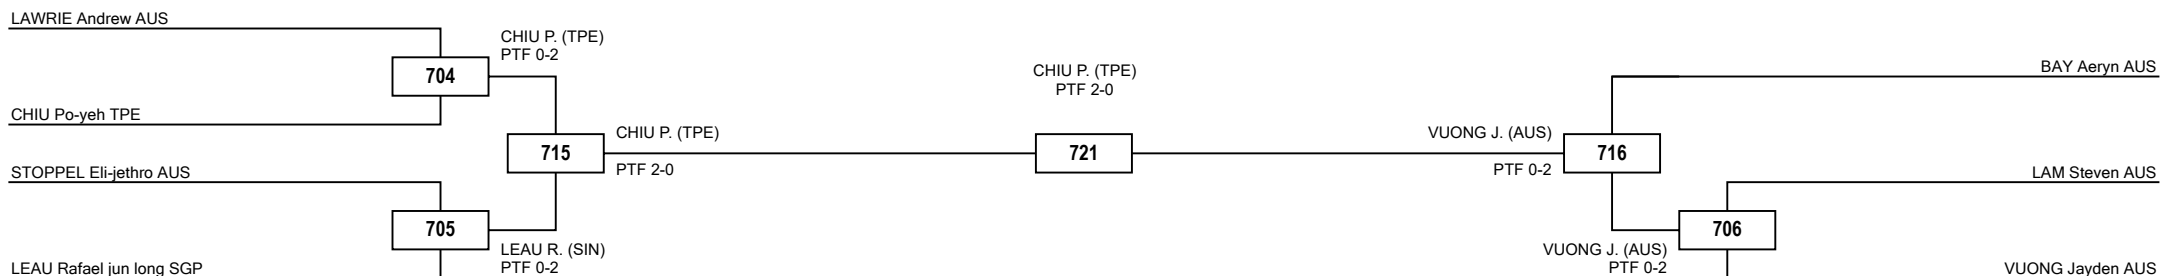 LAWRIE Andrew AUS
CHIU P. (TPE)
PTF 0-2
704
CHIU Po-yeh TPE
CHIU P. (TPE)
PTF 2-0
715
STOPPEL Eli-jethro AUS
705
LEAU R. (SIN)
PTF 0-2
LEAU Rafael jun long SGP
CHIU P. (TPE)
PTF 2-0
721
BAY Aeryn AUS
VUONG J. (AUS)
PTF 0-2
716
LAM Steven AUS
706
VUONG J. (AUS)
PTF 0-2
VUONG Jayden AUS